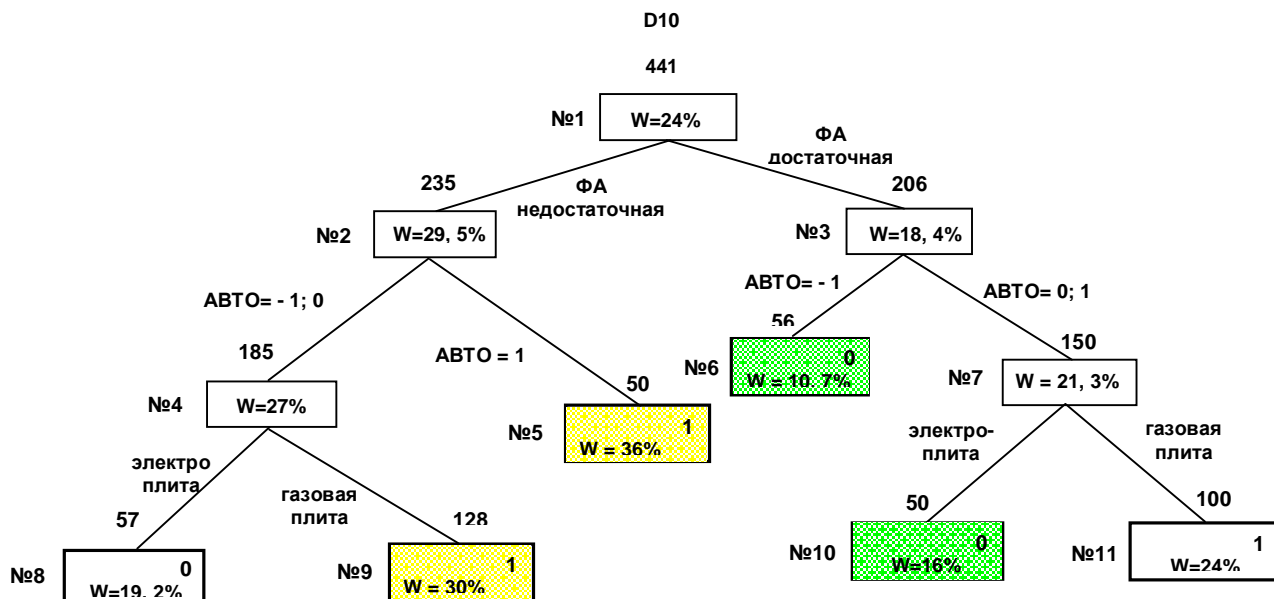 D10
441
№1
W=24%
ФА
достаточная
235
ФА
недостаточная
206
№2
W=29, 5%
№3
W=18, 4%
АВТО= - 1; 0
АВТО= - 1
АВТО= 0; 1
56
185
АВТО = 1
150
№6
0
W = 10, 7%
№7
W = 21, 3%
№4
W=27%
50
№5
1
W = 36%
электро-
плита
газовая
плита
электро
плита
газовая
плита
57
128
50
100
№8
0
W=19, 2%
№9
1
W = 30%
№10
0
W=16%
№11
1
W=24%